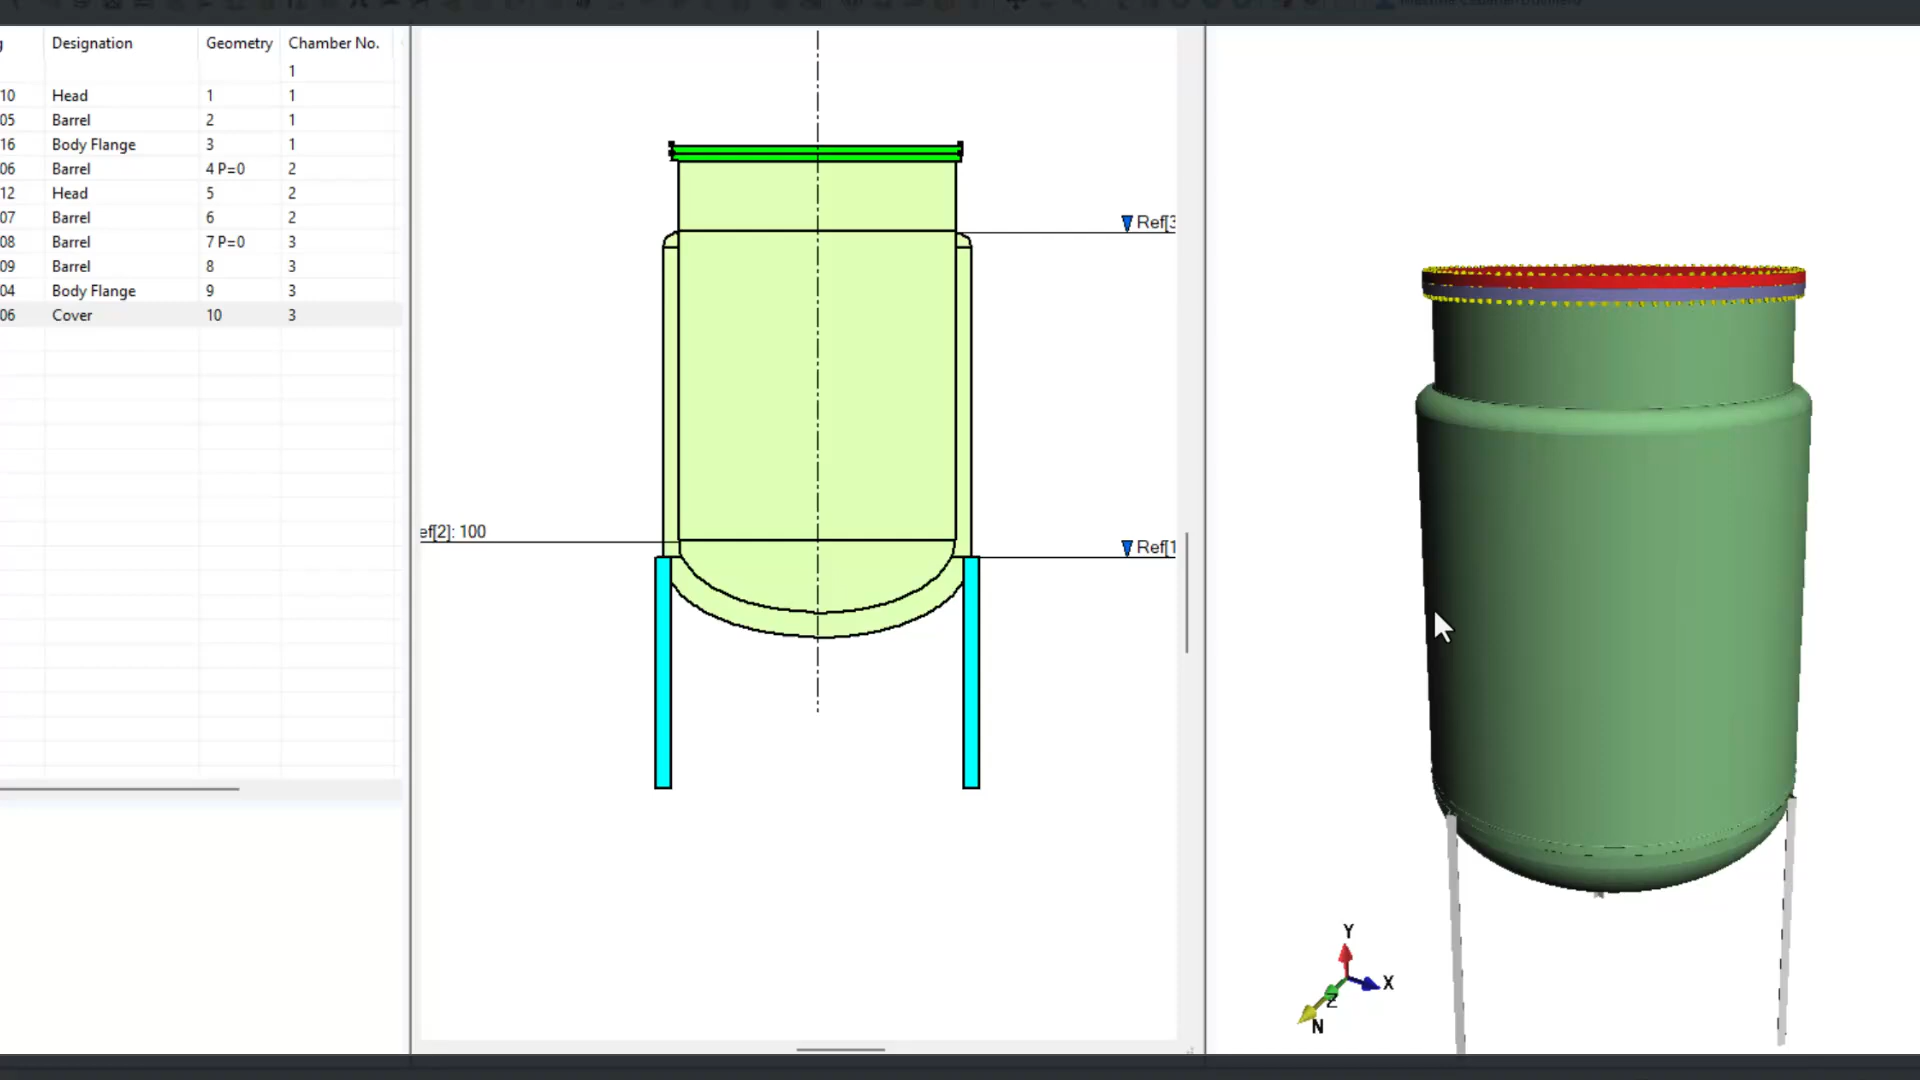 Designation Geometry Chamber No.
1
10 Head 1 1
05 Barrel 2 1
16 Body Flange 3 1
06 Barrel 4 P=0 2
12 Head 5 2
07 Barrel 6 2
08 Barrel 7 P=0 3
09 Barrel 8 3
04 Body Flange 9 3
06 Cover 10 3
Ref[3
ef[2]: 100
Ref[1
Y
X
Z
N